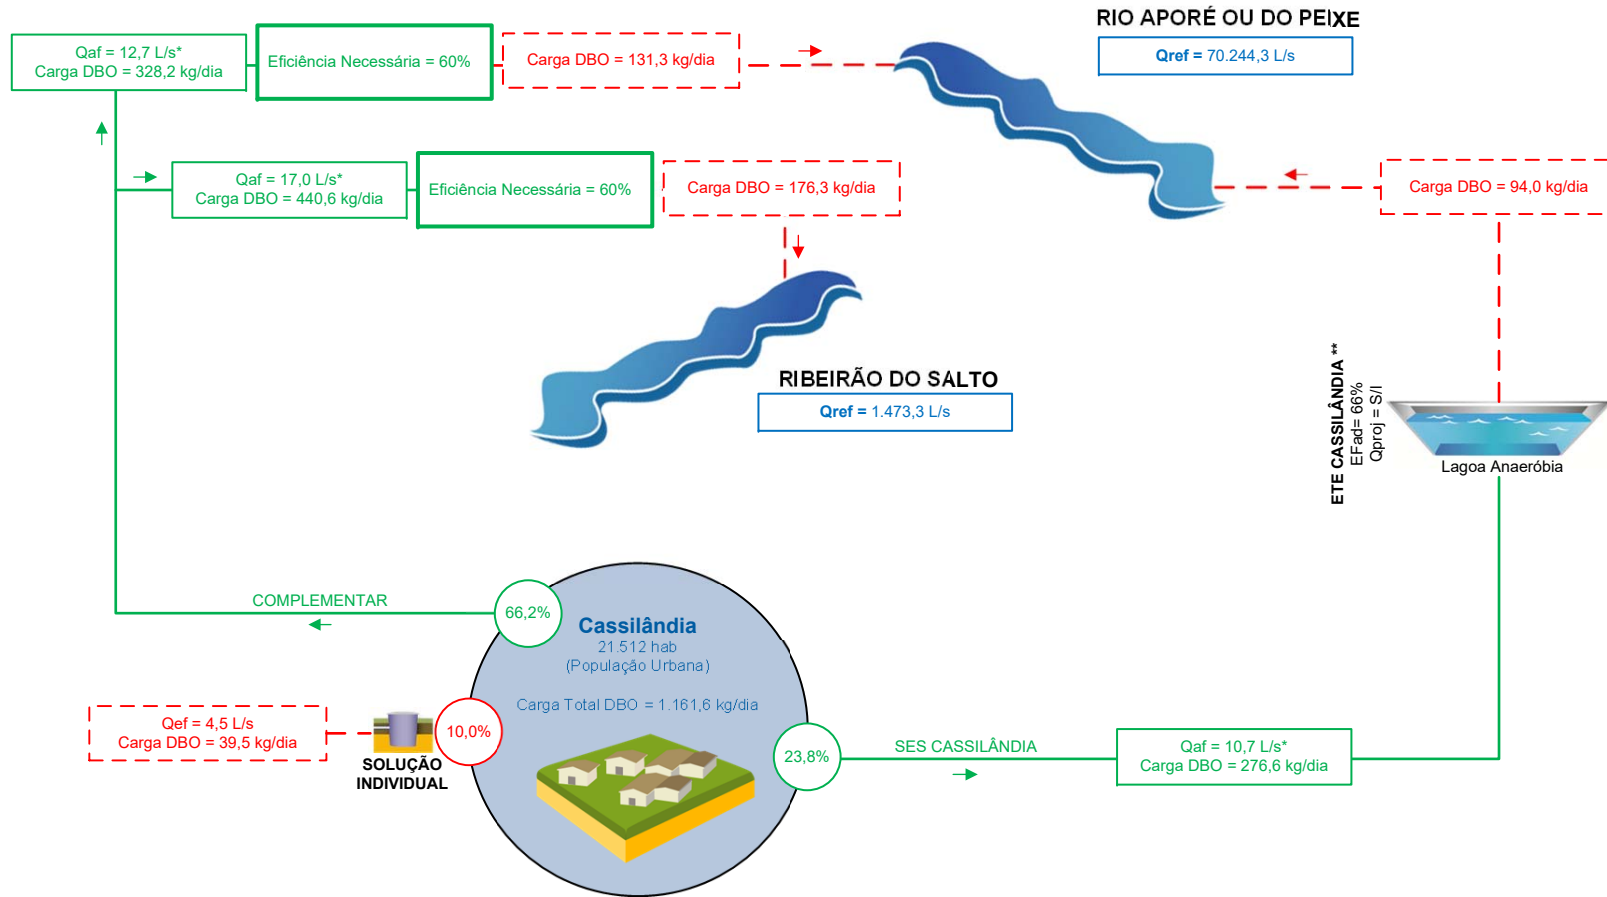 RIO APORÉ OU DO PEIXE
Qref = 70.244,3 L/s
Qaf = 12,7 L/s*
Carga DBO = 328,2 kg/dia
Eficiência Necessária = 60%
Carga DBO = 131,3 kg/dia
Qaf = 17,0 L/s*
Carga DBO = 440,6 kg/dia
Eficiência Necessária = 60%
Carga DBO = 176,3 kg/dia
Carga DBO = 94,0 kg/dia
RIBEIRÃO DO SALTO
Qref = 1.473,3 L/s
ETE CASSILÂNDIA **
EFad= 66%
Qproj = S/I
Lagoa Anaeróbia
COMPLEMENTAR
66,2%
Cassilândia
21.512 hab
(População Urbana)
Carga Total DBO = 1.161,6 kg/dia
Qef = 4,5 L/s
Carga DBO = 39,5 kg/dia
SOLUÇÃO
INDIVIDUAL
10,0%
23,8%
SES CASSILÂNDIA
Qaf = 10,7 L/s*
Carga DBO = 276,6 kg/dia